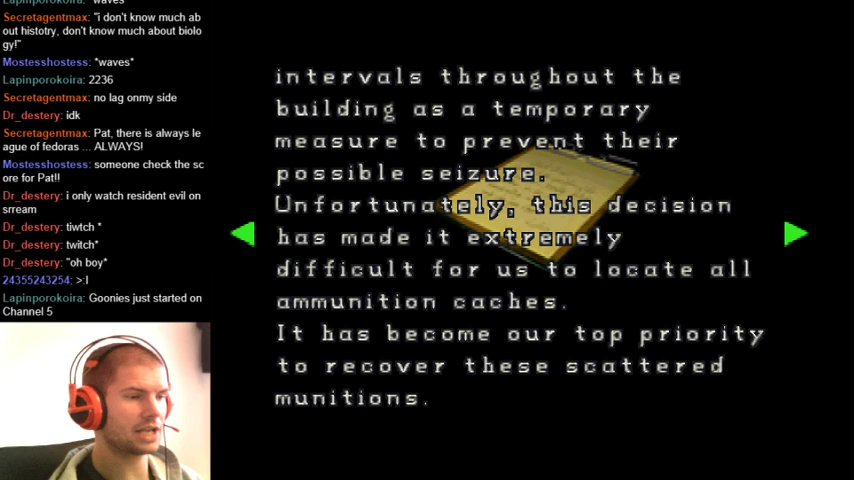 Lapinporokoira: *waves*
Secretagentmax: "i don't know much ab
out histotry, don't know much about biolo
gy!"
Mostesshostess: *waves*
Lapinporokoira: 2236
Secretagentmax: no lag onmy side
Dr_destery: idk
Secretagentmax: Pat, there is always le
ague of fedoras ... ALWAYS!
Mostesshostess: someone check the sc
ore for Pat!!
Dr_destery: i only watch resident evil on
srream
Dr_destery: tiwtch *
Dr_destery: twitch*
Dr_destery: "oh boy*
24355243254: >:l
Lapinporokoira: Goonies just started on
Channel 5
intervals throughout the
building as a temporary
measure to prevent their
possible seizure.
Unfortunately, this decision
has made it extremely
difficult for us to locate all
ammunition caches.
It has become our top priority
to recover these scattered
munitions.